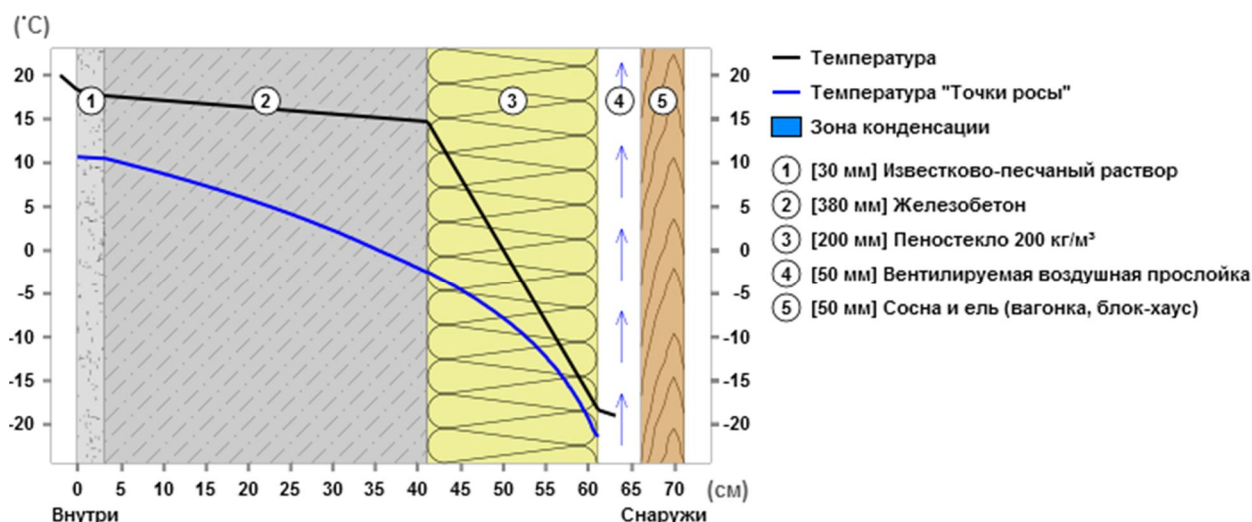 (°C)
20
15
10
5
0
-5
-10
-15
-20
1
2
3
4
5
20
15
10
5
0
-5
-10
-15
-20
0 5 10 15 20 25 30 35 40 45 50 55 60 65 70 (см)
Внутри Снаружи
Температура
Температура "Точки росы"
Зона конденсации
1 [30 мм] Известково-песчаный раствор
2 [380 мм] Железобетон
3 [200 мм] Пеностекло 200 кг/м³
4 [50 мм] Вентилируемая воздушная прослойка
5 [50 мм] Сосна и ель (вагонка, блок-хаус)